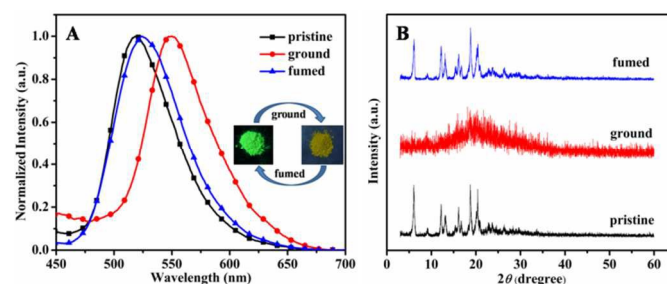 A
pristine
ground
fumed
ground
fumed
Normalized Intensity (a.u.)
1.0
0.8
0.6
0.4
0.2
0.0
450 500 550 600 650 700
Wavelength (nm)
B
fumed
ground
pristine
Intensity (a.u.)
0 10 20 30 40 50 60
2θ (dregree)